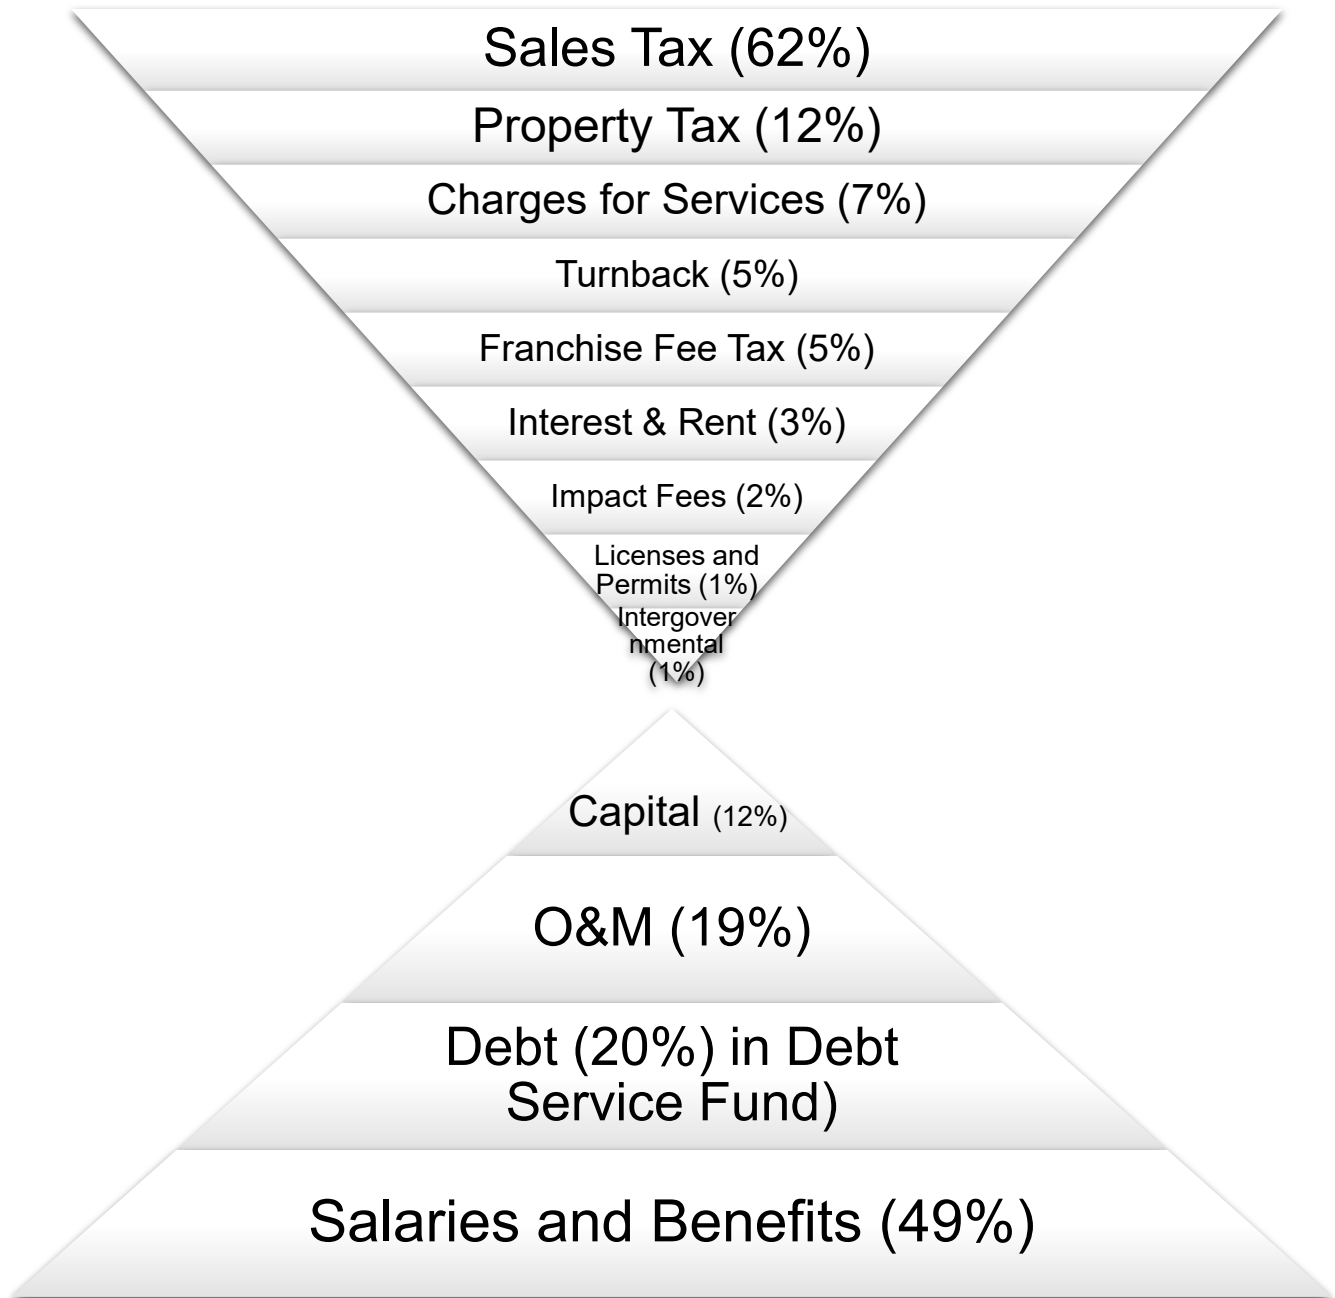 Sales Tax (62%)
Property Tax (12%)
Charges for Services (7%)
Turnback (5%)
Franchise Fee Tax (5%)
Interest & Rent (3%)
Impact Fees (2%)
Licenses and
Permits (1%)
Intergover
nmental
(1%)
Capital (12%)
O&M (19%)
Debt (20%) in Debt
Service Fund)
Salaries and Benefits (49%)